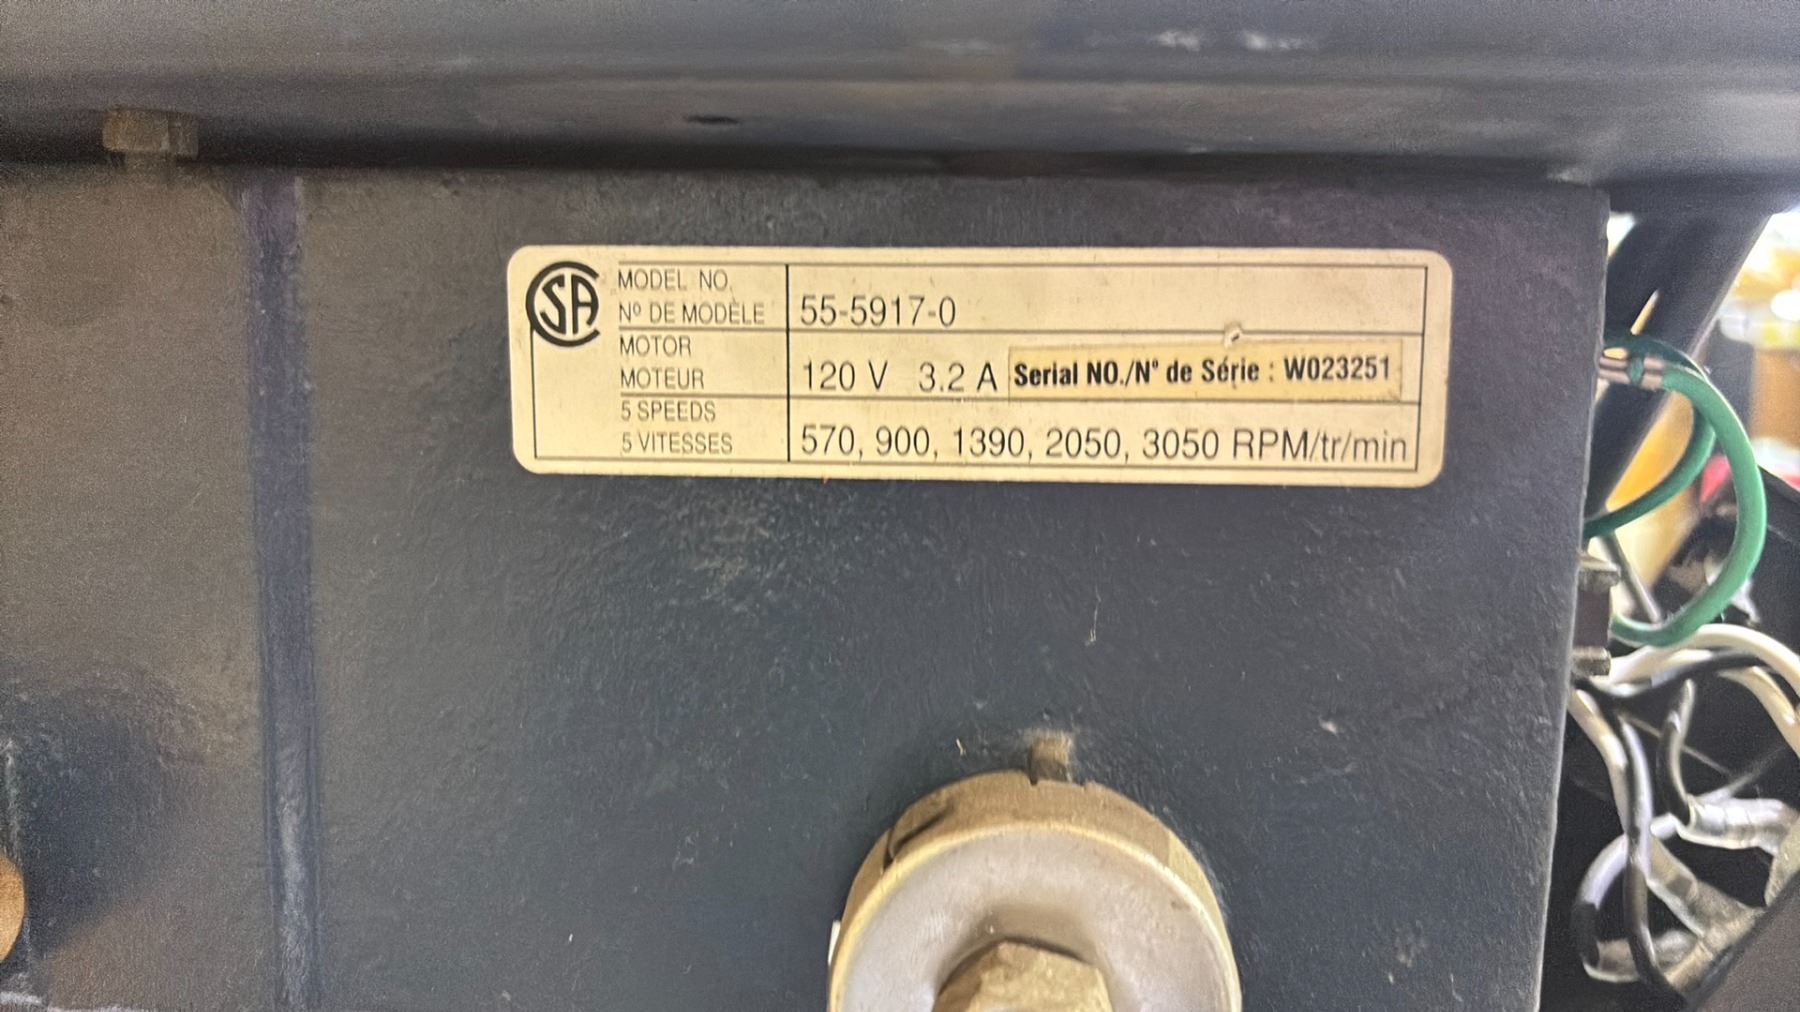 SA MODEL NO.
Nº DE MODÈLE 55-5917-0
MOTOR
MOTEUR 120 V 3.2 A Serial NO./Nº de Série : W023251
5 SPEEDS
5 VITESSES 570, 900, 1390, 2050, 3050 RPM/tr/min